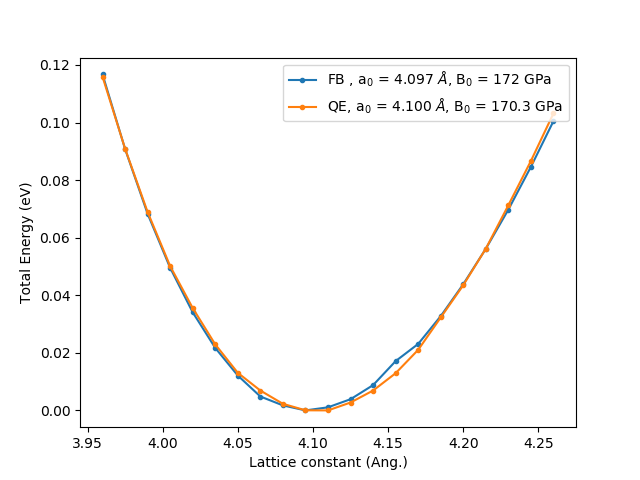 FB , a₀ = 4.097 Å, B₀ = 172 GPa
QE, a₀ = 4.100 Å, B₀ = 170.3 GPa
Total Energy (eV)
0.12
0.10
0.08
0.06
0.04
0.02
0.00
3.95 4.00 4.05 4.10 4.15 4.20 4.25
Lattice constant (Ang.)